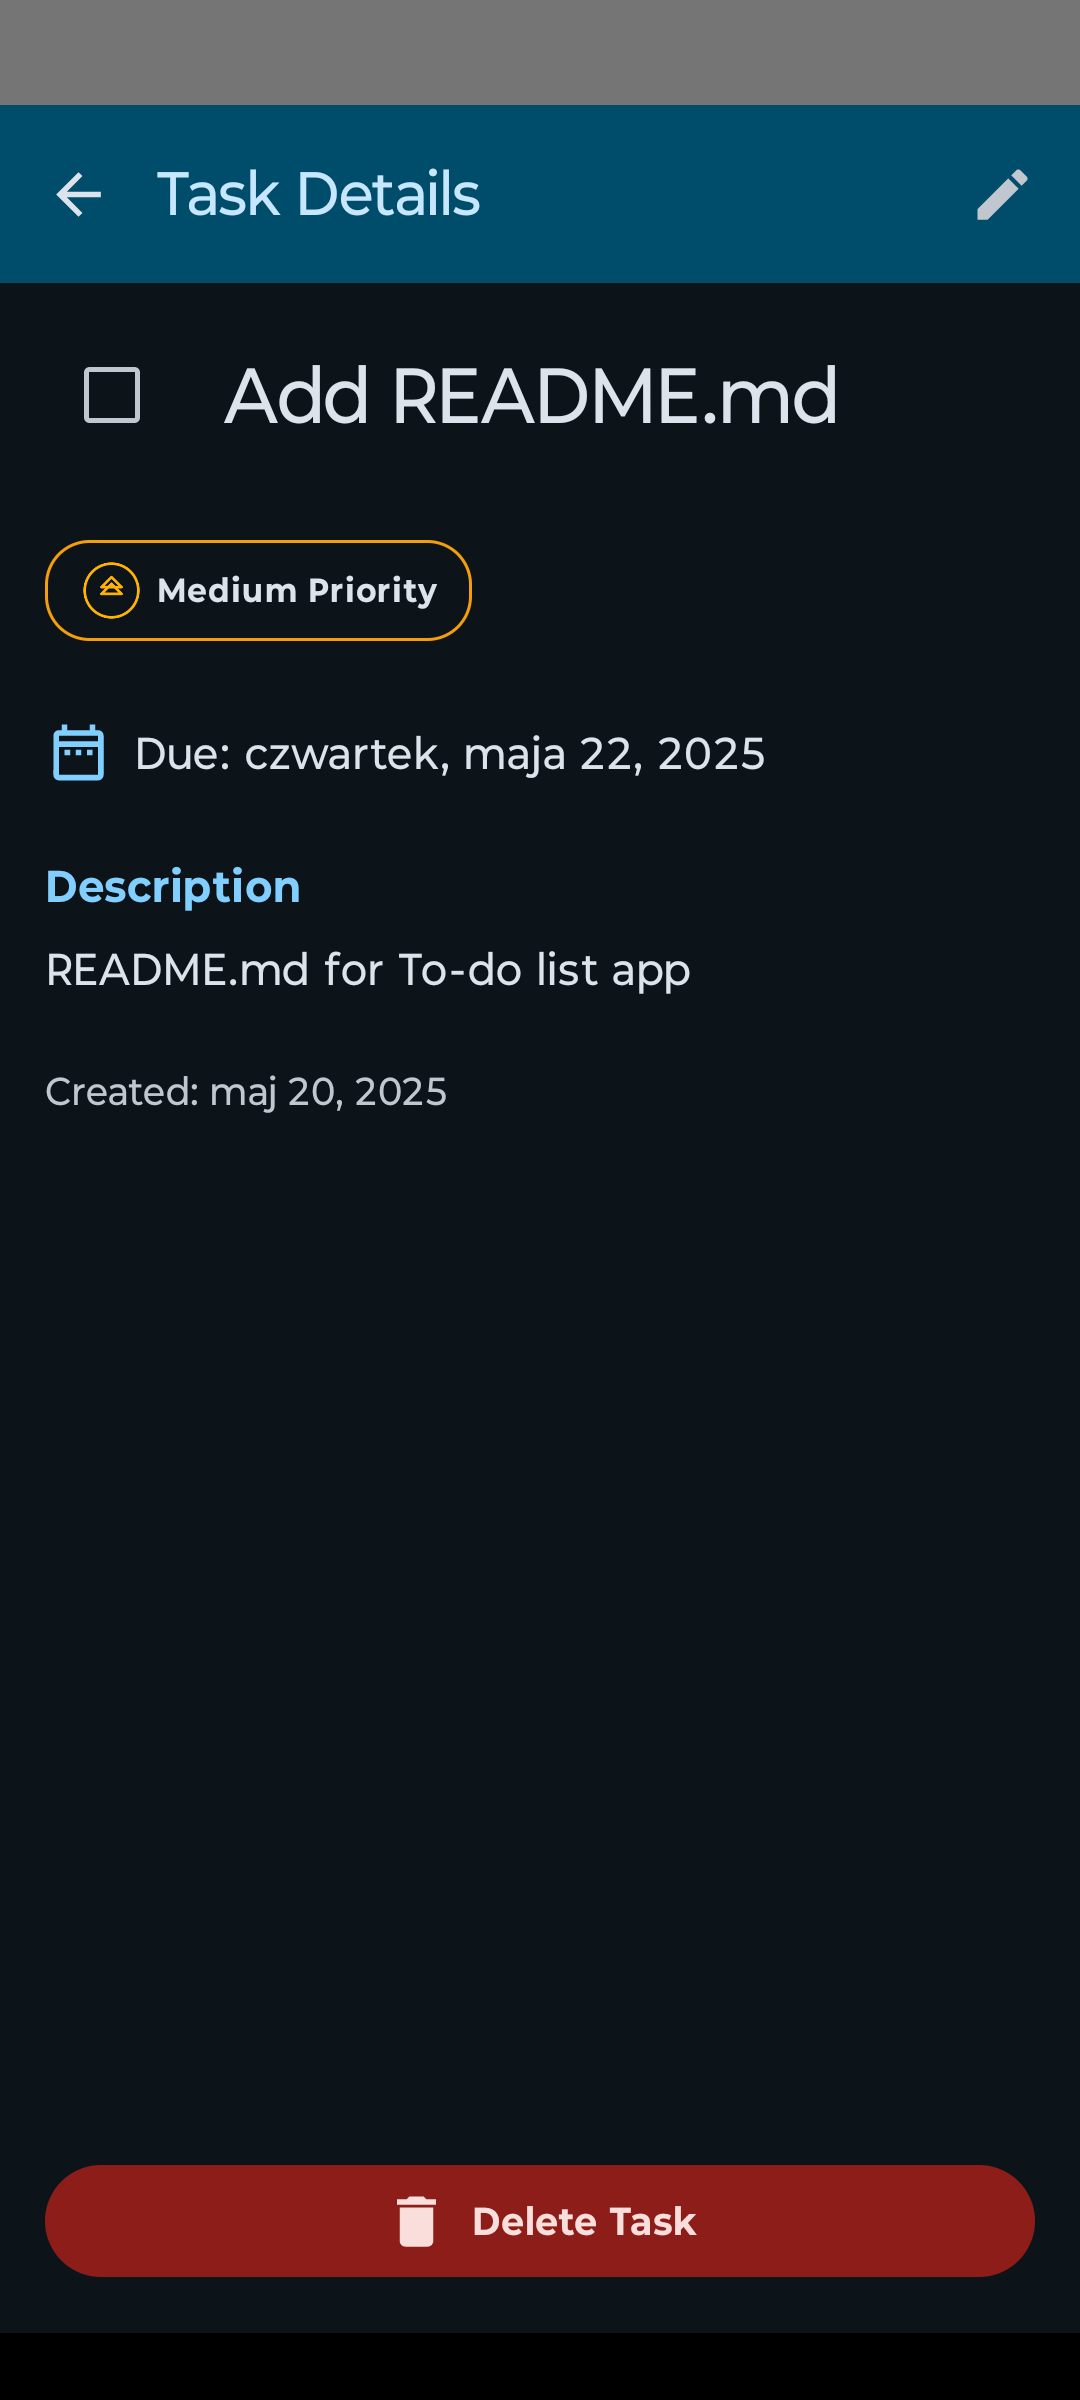 Task Details
Add README.md
Medium Priority
Due: czwartek, maja 22, 2025
Description
README.md for To-do list app
Created: maj 20, 2025
Delete Task